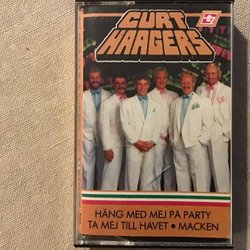 CURT
HAAGERS
HÄNG MED MEJ PÅ PARTY
TA MEJ TILL HAVET • MACKEN